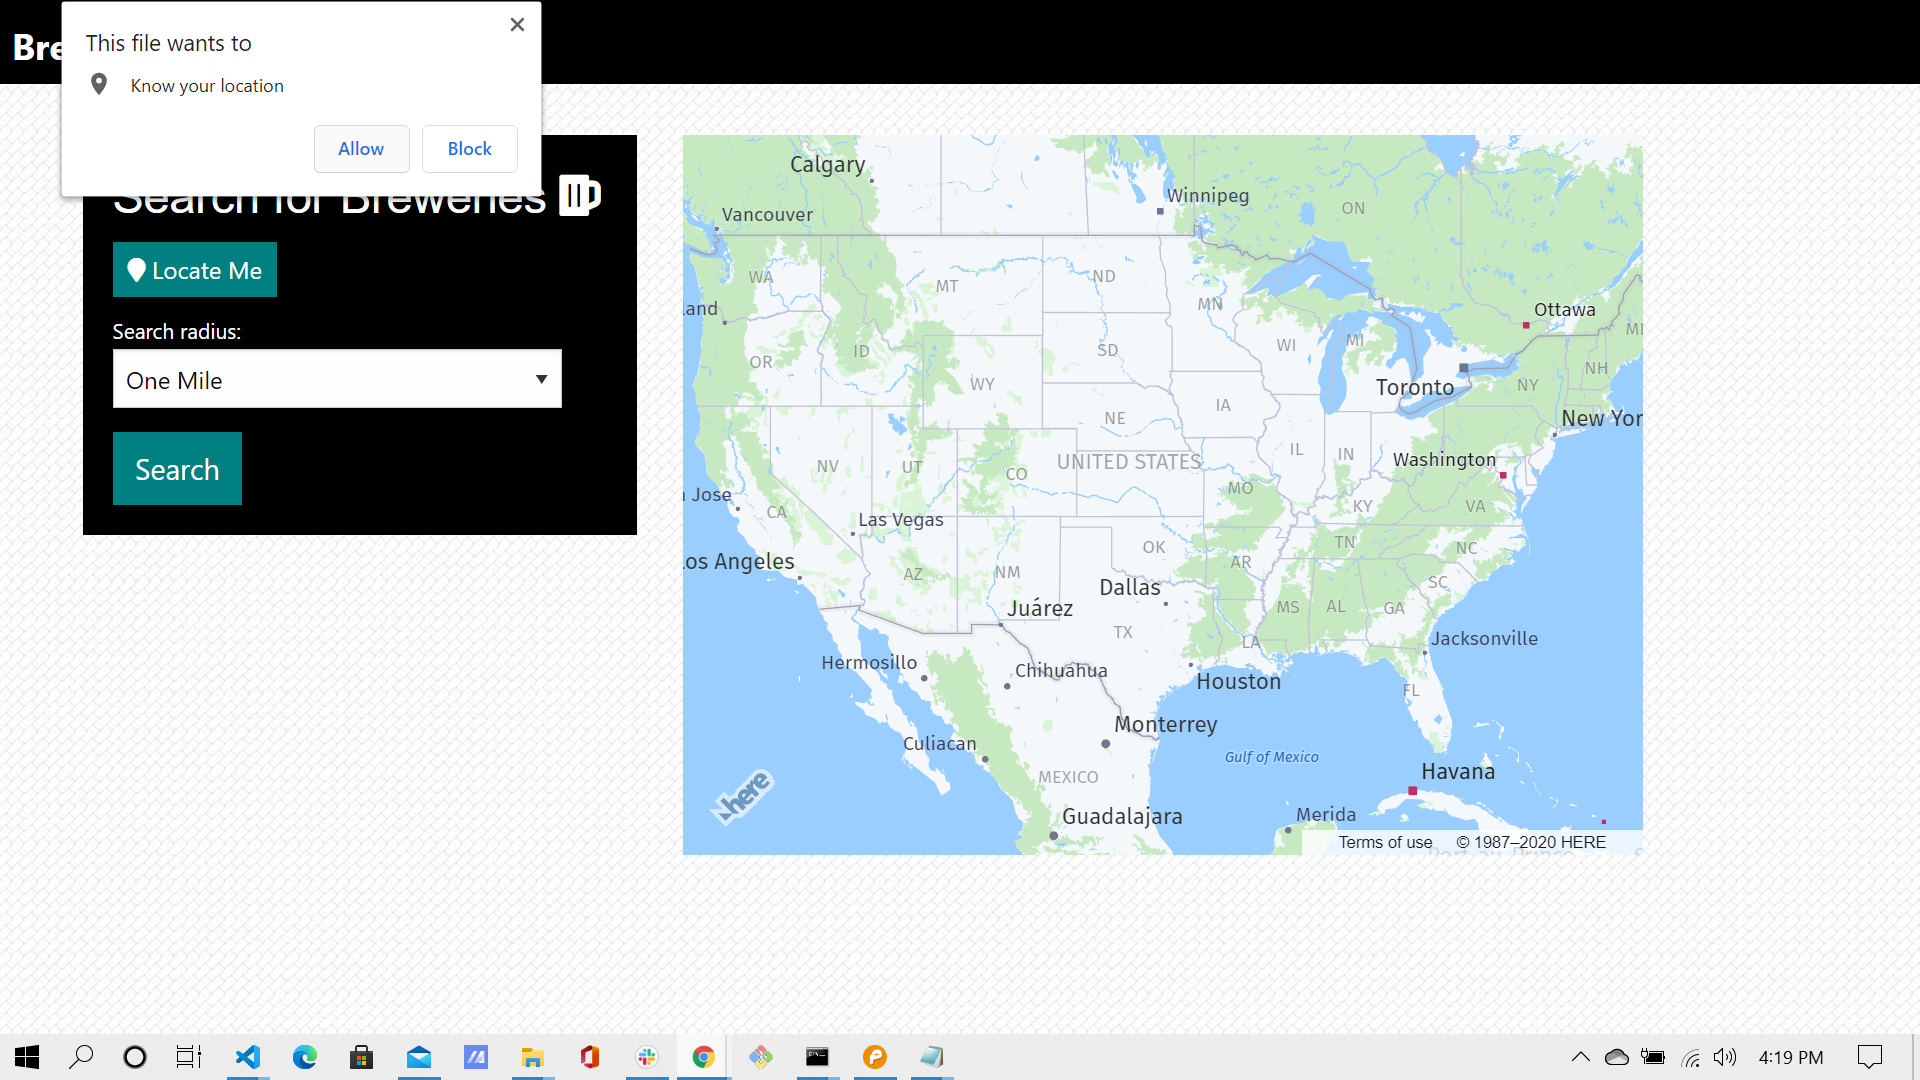 Bre
This file wants to
Know your location
Allow
Block
Search for Breweries
Locate Me
Search radius:
One Mile
Search
Calgary
Winnipeg
ON
Vancouver
WA
MT
ND
MN
land
Ottawa
ME
OR
ID
SD
WI
MI
NH
WY
Toronto
NY
NE
IA
New Yor
NV
UT
CO
UNITED STATES
IL
IN
Washington
Jose
MO
KY
VA
CA
Las Vegas
OK
TN
NC
os Angeles
AZ
NM
AR
SC
Dallas
Juárez
TX
MS
AL
GA
LA
Jacksonville
Hermosillo
Chihuahua
Houston
FL
Monterrey
Culiacan
Gulf of Mexico
MEXICO
Havana
here
Guadalajara
Merida
Terms of use © 1987–2020 HERE
Port-au-Prince
4:19 PM